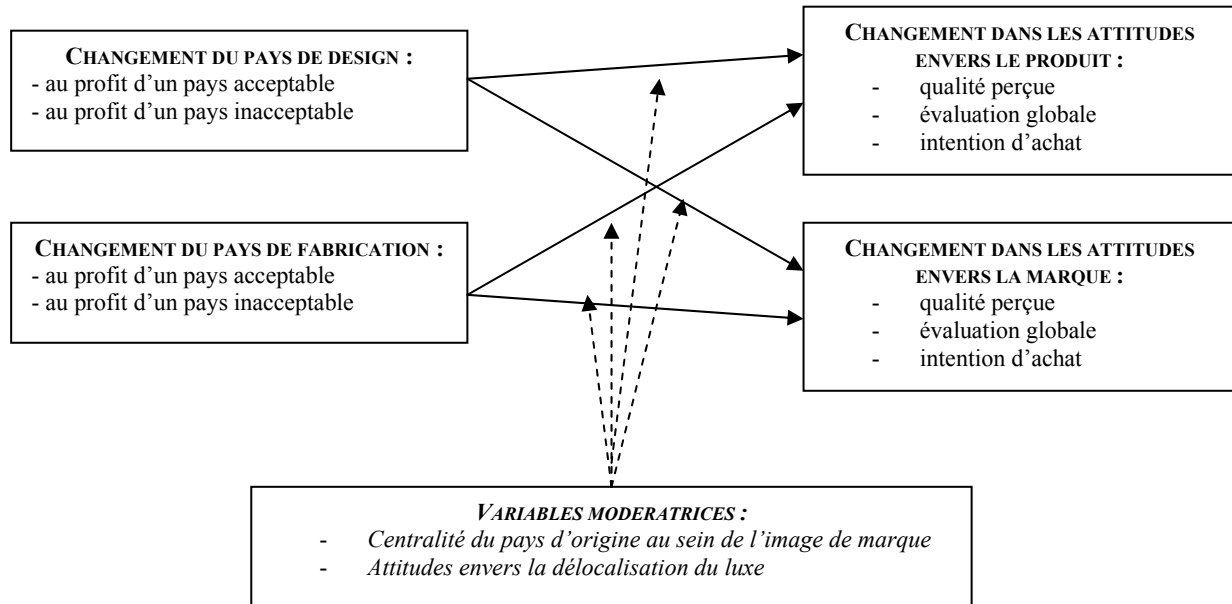 CHANGEMENT DU PAYS DE DESIGN :
- au profit d’un pays acceptable
- au profit d’un pays inacceptable
CHANGEMENT DANS LES ATTITUDES
ENVERS LE PRODUIT :
- qualité perçue
- évaluation globale
- intention d’achat
CHANGEMENT DU PAYS DE FABRICATION :
- au profit d’un pays acceptable
- au profit d’un pays inacceptable
CHANGEMENT DANS LES ATTITUDES
ENVERS LA MARQUE :
- qualité perçue
- évaluation globale
- intention d’achat
VARIABLES MODERATRICES :
- Centralité du pays d’origine au sein de l’image de marque
- Attitudes envers la délocalisation du luxe